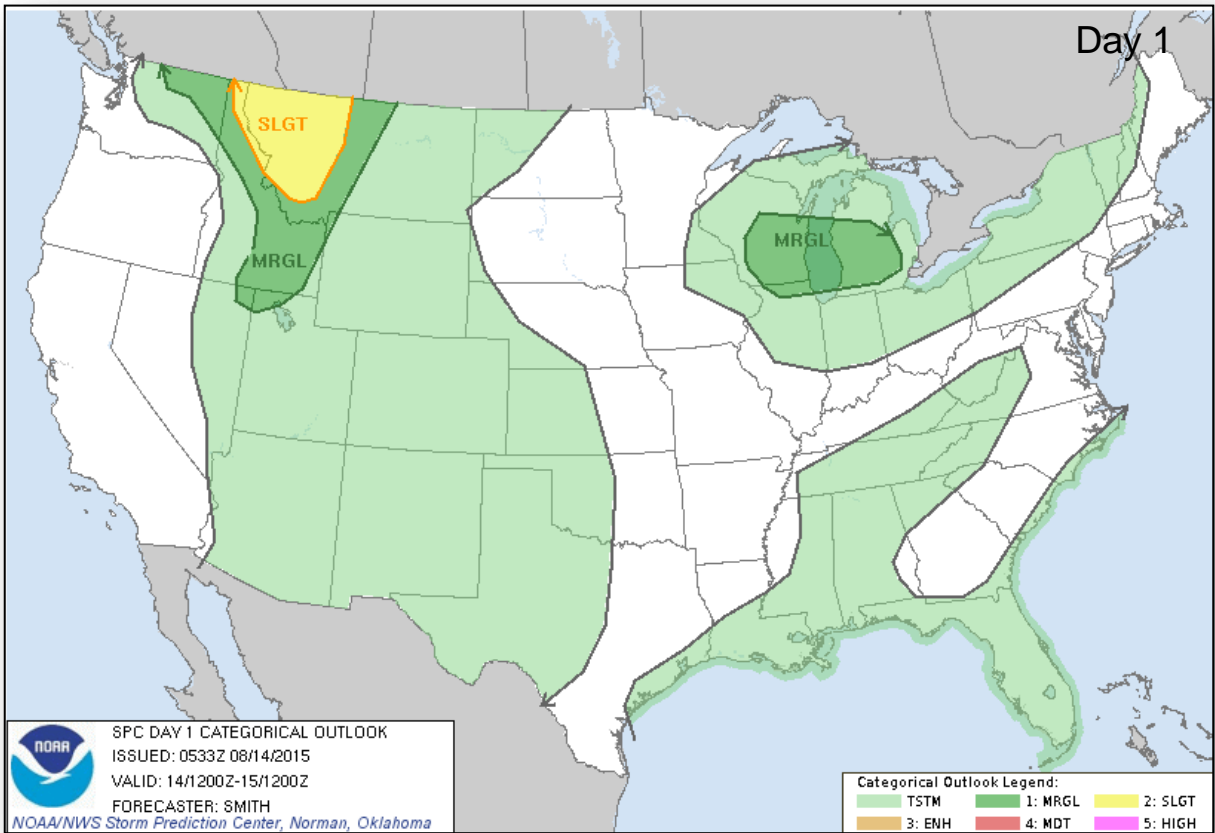 Day 1
SLGT
MRGL
MRGL
NOAA
SPC DAY 1 CATEGORICAL OUTLOOK
ISSUED: 0533Z 08/14/2015
VALID: 14/1200Z-15/1200Z
FORECASTER: SMITH
NOAA/NWS Storm Prediction Center, Norman, Oklahoma
Categorical Outlook Legend:
TSTM 1: MRGL 2: SLGT
3: ENH 4: MDT 5: HIGH